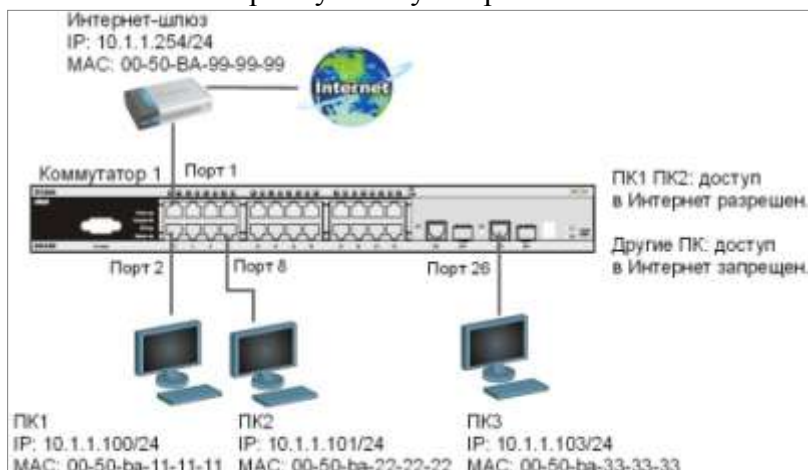 Интернет-шлюз
IP: 10.1.1.254/24
MAC: 00-50-BA-99-99-99
Internet
Коммутатор 1
Порт 1
ПК1 ПК2: доступ
в Интернет разрешен.
Другие ПК: доступ
в Интернет запрещен.
Порт 2
Порт 8
Порт 26
ПК1
IP: 10.1.1.100/24
MAC: 00-50-ba-11-11-11
ПК2
IP: 10.1.1.101/24
MAC: 00-50-ba-22-22-22
ПК3
IP: 10.1.1.103/24
MAC: 00-50-ba-33-33-33